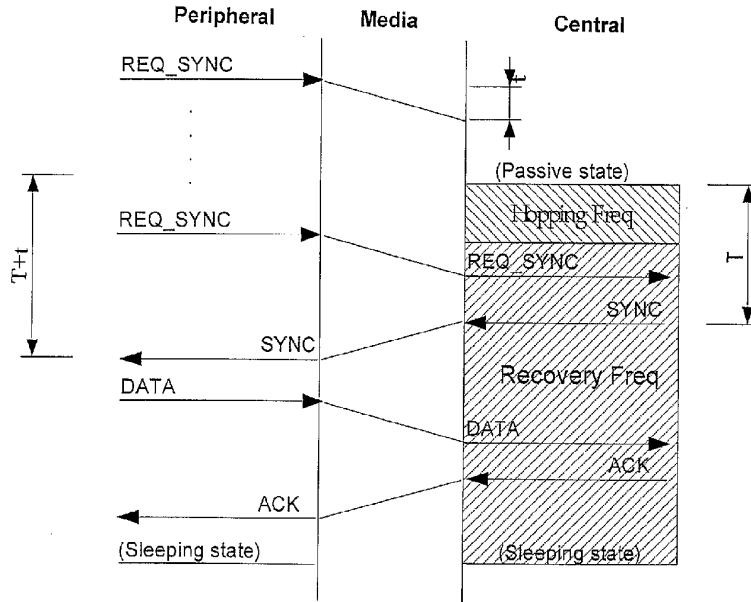 Peripheral Media Central
REQ_SYNC
t
(Passive state)
Hopping Freq
REQ_SYNC
T+t
REQ_SYNC
T
SYNC
SYNC
Recovery Freq
DATA
DATA
ACK
ACK
(Sleeping state) (Sleeping state)